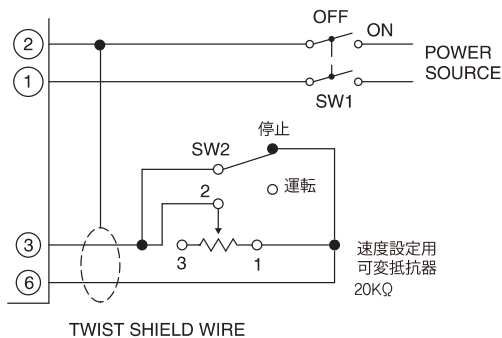 OFF
ON
②
POWER
①
SOURCE
SW1
停止
SW2
運転
2
③
3
1
速度設定用
可変抵抗器
⑥
20KΩ
TWIST SHIELD WIRE